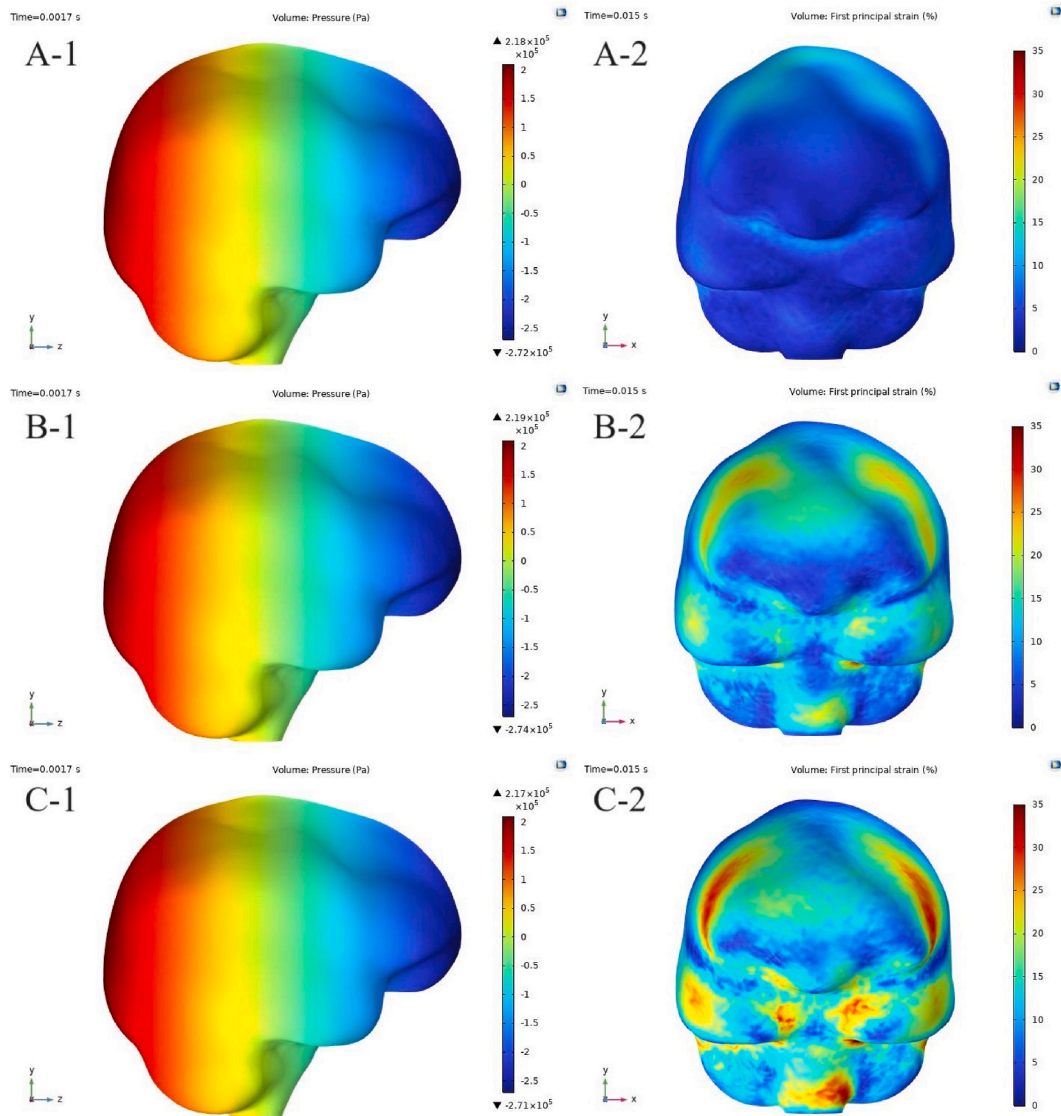 Time=0.0017 s
Volume: Pressure (Pa)
A-1
▲ 2.18×10⁵
×10⁵
2
1.5
1
0.5
0
-0.5
-1
-1.5
-2
-2.5
▼ -2.72×10⁵
y
z
Time=0.015 s
Volume: First principal strain (%)
A-2
35
30
25
20
15
10
5
0
y
x
Time=0.0017 s
Volume: Pressure (Pa)
B-1
▲ 2.19×10⁵
×10⁵
2
1.5
1
0.5
0
-0.5
-1
-1.5
-2
-2.5
▼ -2.74×10⁵
y
z
Time=0.015 s
Volume: First principal strain (%)
B-2
35
30
25
20
15
10
5
0
y
x
Time=0.0017 s
Volume: Pressure (Pa)
C-1
▲ 2.17×10⁵
×10⁵
2
1.5
1
0.5
0
-0.5
-1
-1.5
-2
-2.5
▼ -2.71×10⁵
y
z
Time=0.015 s
Volume: First principal strain (%)
C-2
35
30
25
20
15
10
5
0
y
x